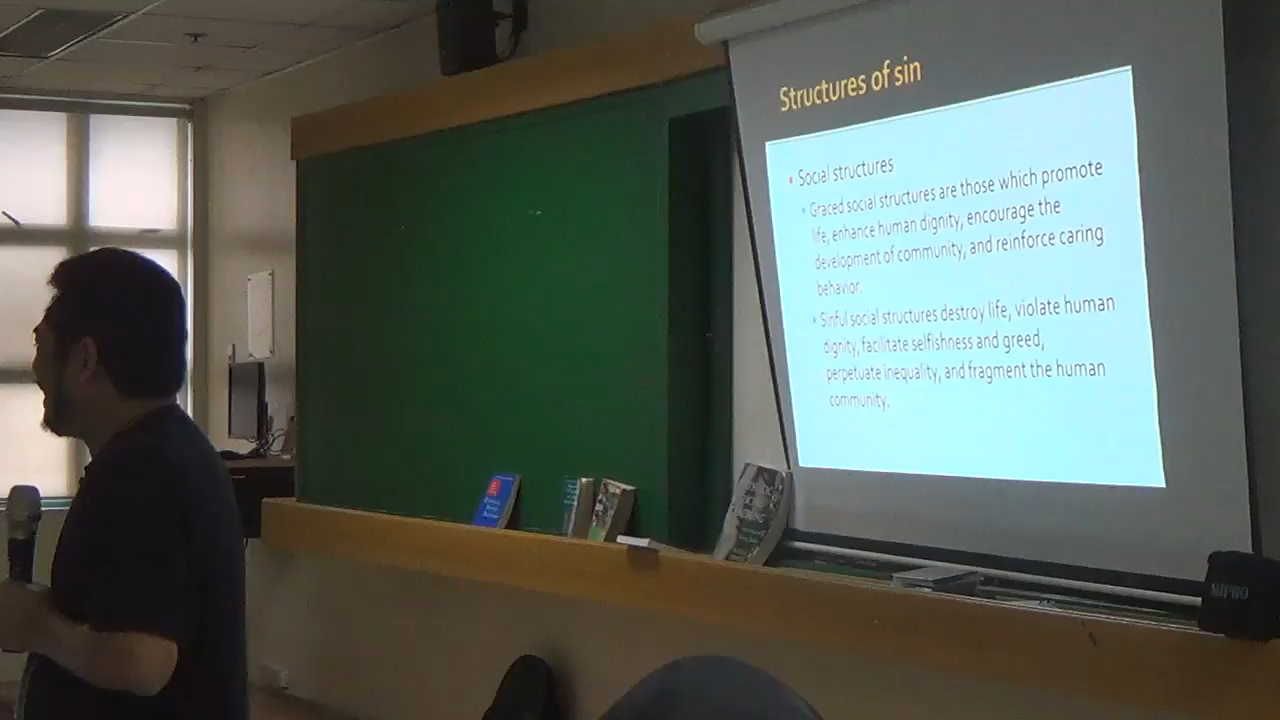 Structures of sin
Social structures
Graced social structures are those which promote
life, enhance human dignity, encourage the
development of community, and reinforce caring
behavior.
Sinful social structures destroy life, violate human
dignity, facilitate selfishness and greed,
perpetuate inequality, and fragment the human
community.
MIPRO